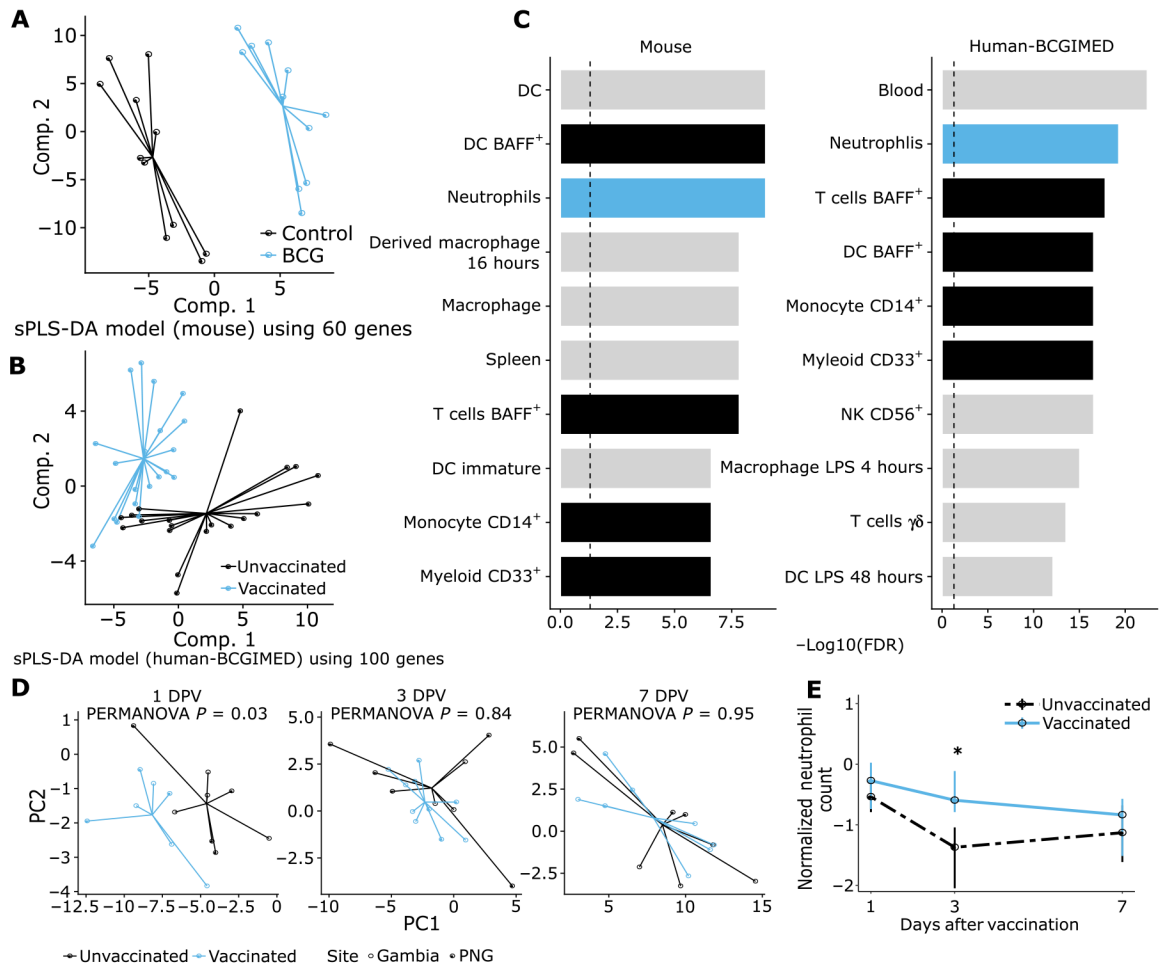 A
10
5
0
−5
−10
Comp. 2
−5
0
5
Comp. 1
Control
BCG
sPLS-DA model (mouse) using 60 genes
B
4
0
−4
Comp. 2
−5
0
5
10
Comp. 1
Unvaccinated
Vaccinated
sPLS-DA model (human-BCGIMED) using 100 genes
C
Mouse
DC
DC BAFF+
Neutrophils
Derived macrophage
16 hours
Macrophage
Spleen
T cells BAFF+
DC immature
Monocyte CD14+
Myeloid CD33+
0.0
2.5
5.0
7.5
Human-BCGIMED
Blood
Neutrophlis
T cells BAFF+
DC BAFF+
Monocyte CD14+
Myleoid CD33+
NK CD56+
Macrophage LPS 4 hours
T cells γδ
DC LPS 48 hours
0
5
10
15
20
−Log10(FDR)
D
1 DPV
PERMANOVA P = 0.03
1
0
−1
−2
−3
−4
PC2
−12.5
−10.0
−7.5
−5.0
−2.5
0
3 DPV
PERMANOVA P = 0.84
5.0
2.5
0.0
−2.5
−10
−5
0
5
PC1
7 DPV
PERMANOVA P = 0.95
5.0
2.5
0.0
−2.5
5
10
15
Unvaccinated
Vaccinated
Site
Gambia
PNG
E
Unvaccinated
Vaccinated
*
Normalized neutrophil
count
1
0
−1
−2
1
3
7
Days after vaccination